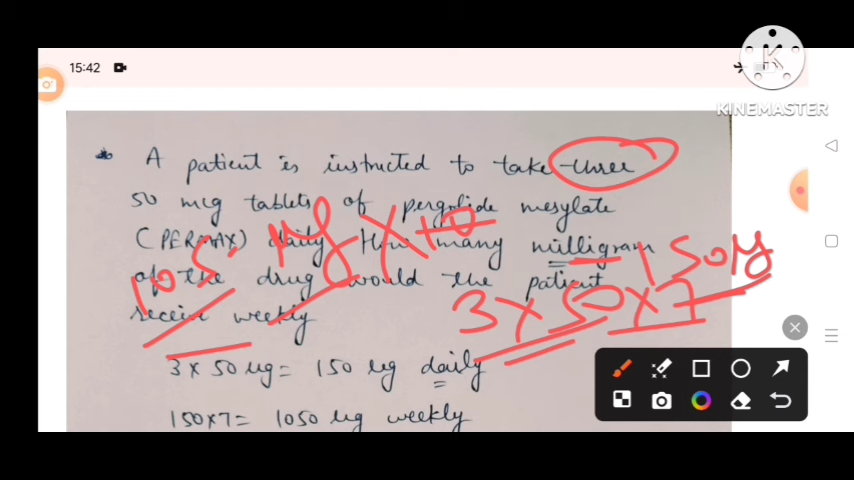 15:42
KINEMASTER
A patient is instructed to take three
50 mcg tablets of pergolide mesylate
(PERMAX) daily. How many milligram
of the drug would the patient
receive weekly
150 µg
3 x 50 x 7
3 x 50 ug = 150 ug daily
150x7 = 1050 ug weekly